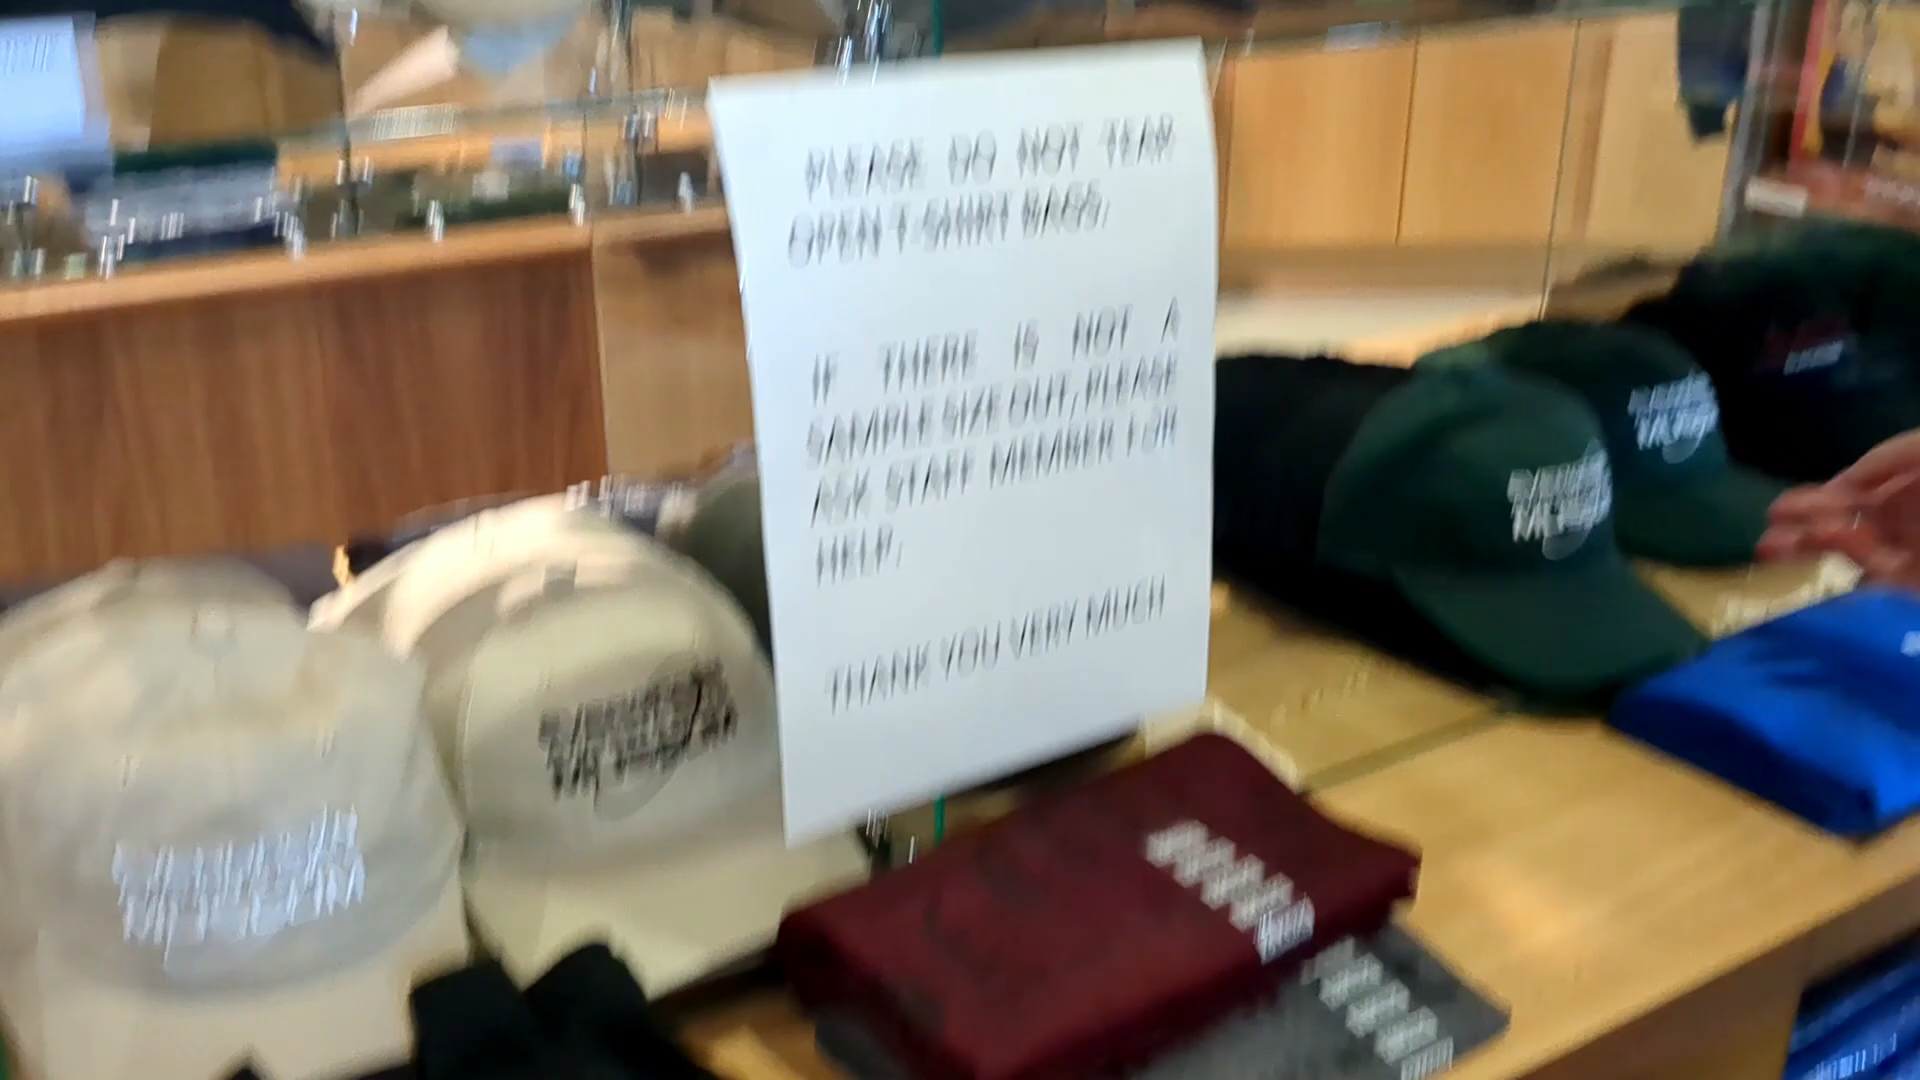 PLEASE DO NOT TEAR
OPEN T-SHIRT BAGS.
IF THERE IS NOT A
SAMPLE SIZE OUT, PLEASE
ASK STAFF MEMBER FOR
HELP.
THANK YOU VERY MUCH